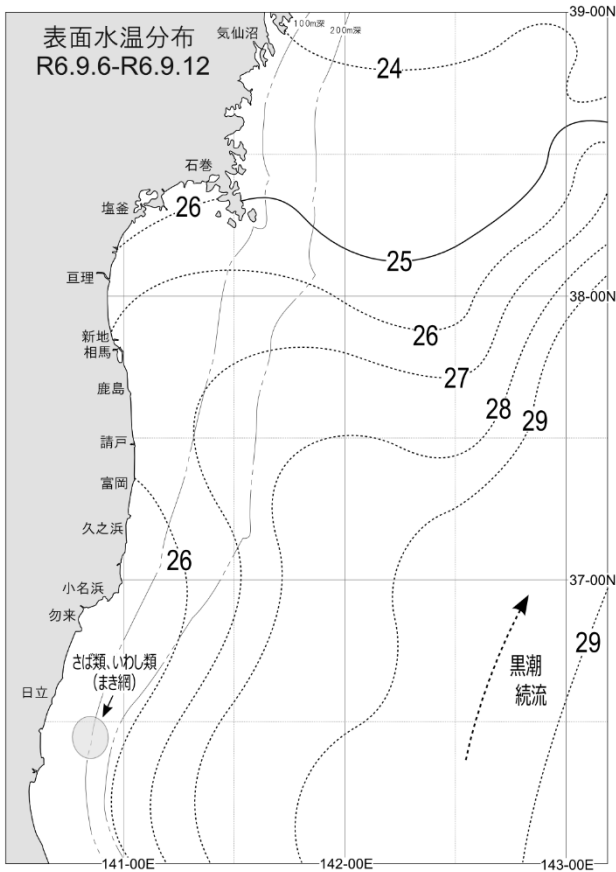 表面水温分布
R6.9.6-R6.9.12
気仙沼
100m深
200m深
39-00N
24
石巻
塩釜
26
25
亘理
38-00N
新地
相馬
26
27
鹿島
28
29
請戸
富岡
久之浜
26
小名浜
37-00N
勿来
29
さば類、いわし類
(まき網)
黒潮
続流
日立
141-00E
142-00E
143-00E